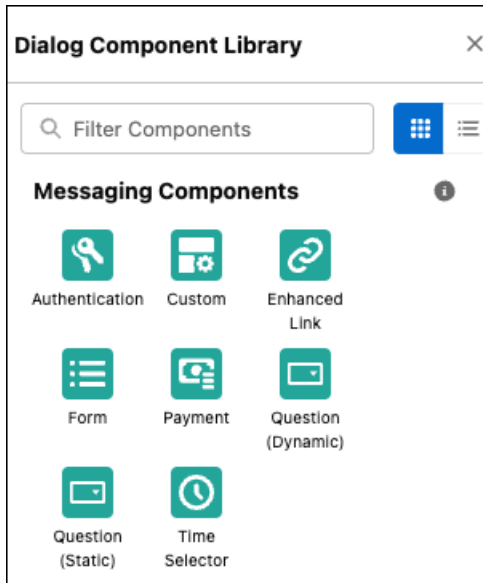 Dialog Component Library
Filter Components
Messaging Components
Authentication
Custom
Enhanced
Link
Form
Payment
Question
(Dynamic)
Question
(Static)
Time
Selector